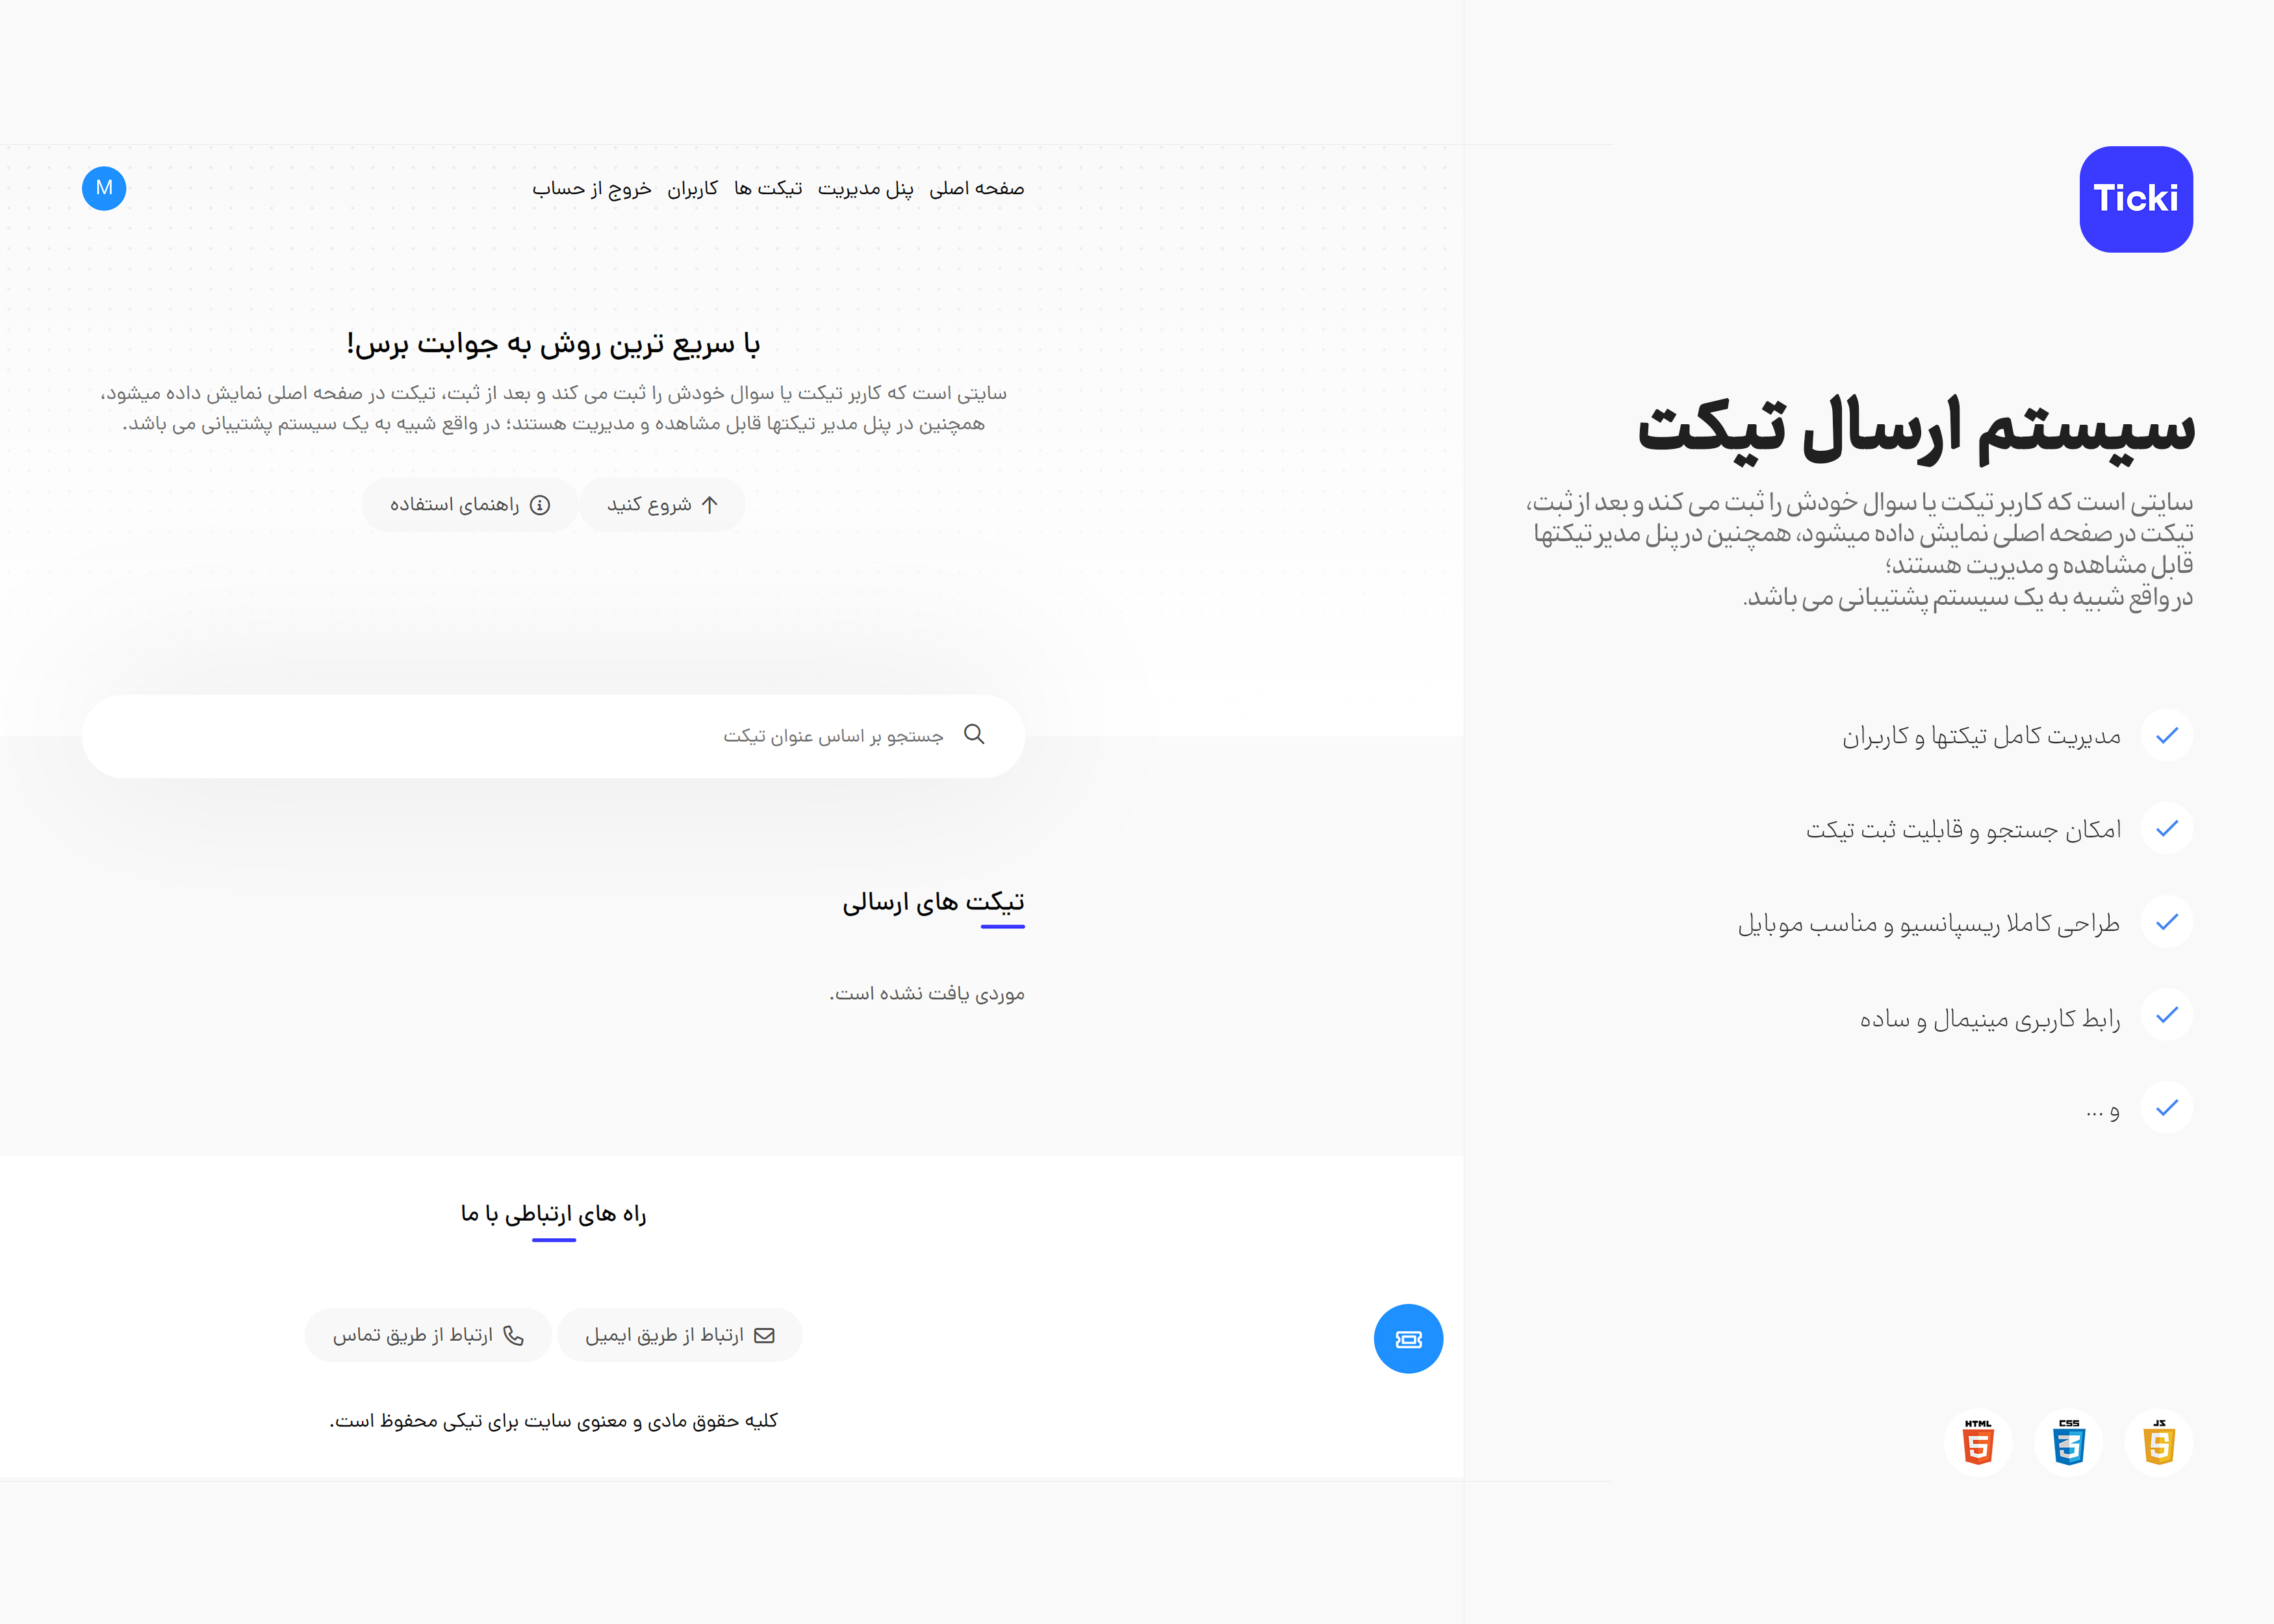 Ticki
سیستم ارسال تیکت
سایتی است که کاربر تیکت یا سوال خودش را ثبت می کند و بعد از ثبت،
تیکت در صفحه اصلی نمایش داده میشود، همچنین در پنل مدیر تیکتها
قابل مشاهده و مدیریت هستند؛
در واقع شبیه به یک سیستم پشتیبانی می باشد.
مدیریت کامل تیکتها و کاربران
امکان جستجو و قابلیت ثبت تیکت
طراحی کاملا ریسپانسیو و مناسب موبایل
رابط کاربری مینیمال و ساده
و ...
JS
CSS
HTML
صفحه اصلی
پنل مدیریت
تیکت ها
کاربران
خروج از حساب
M
با سریع ترین روش به جوابت برس!
سایتی است که کاربر تیکت یا سوال خودش را ثبت می کند و بعد از ثبت، تیکت در صفحه اصلی نمایش داده میشود،
همچنین در پنل مدیر تیکتها قابل مشاهده و مدیریت هستند؛ در واقع شبیه به یک سیستم پشتیبانی می باشد.
شروع کنید
راهنمای استفاده
جستجو بر اساس عنوان تیکت
تیکت های ارسالی
موردی یافت نشده است.
راه های ارتباطی با ما
ارتباط از طریق ایمیل
ارتباط از طریق تماس
کلیه حقوق مادی و معنوی سایت برای تیکی محفوظ است.